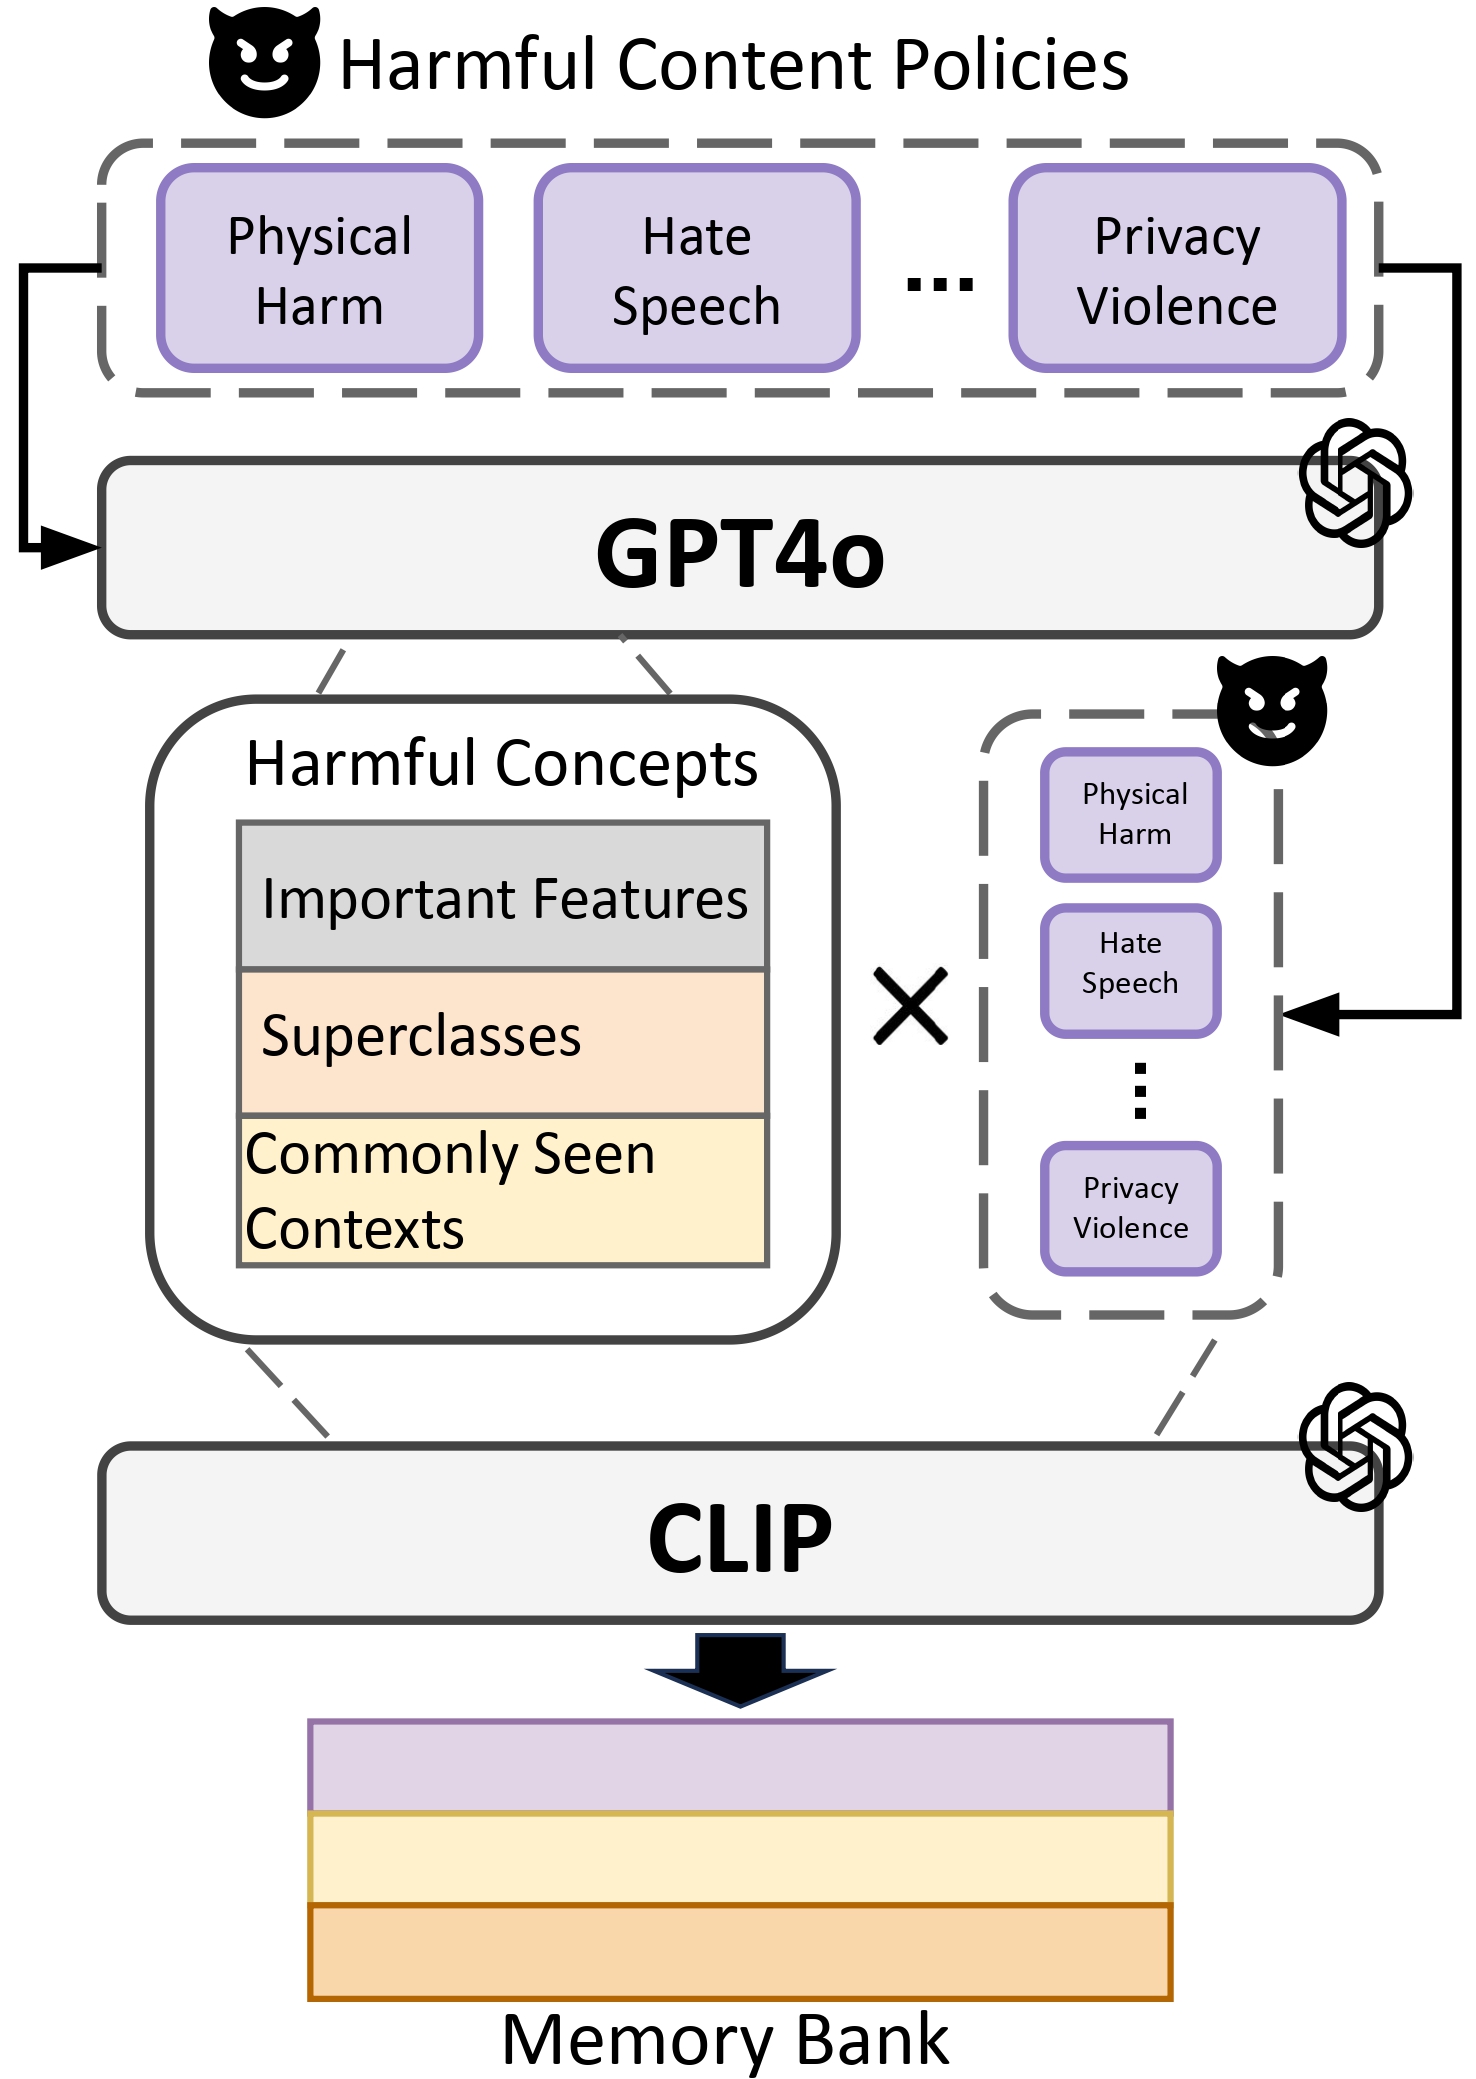 Harmful Content Policies
Physical
Harm
Hate
Speech
...
Privacy
Violence
GPT4o
Harmful Concepts
Important Features
Superclasses
Commonly Seen
Contexts
Physical
Harm
Hate
Speech
...
Privacy
Violence
CLIP
Memory Bank